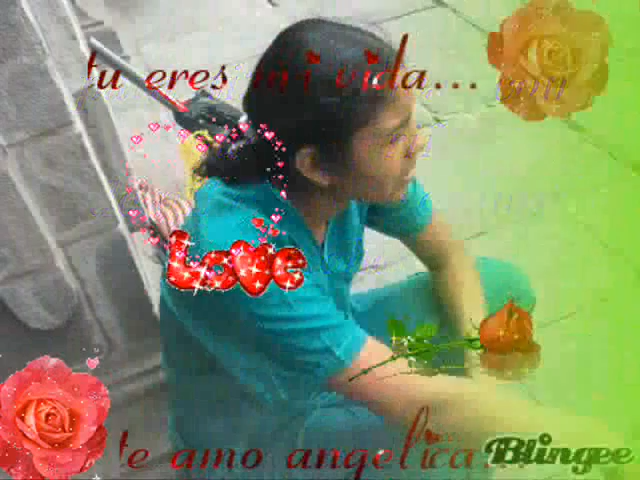 tu eres mi vida...
Love
te amo angelica...
Blingee